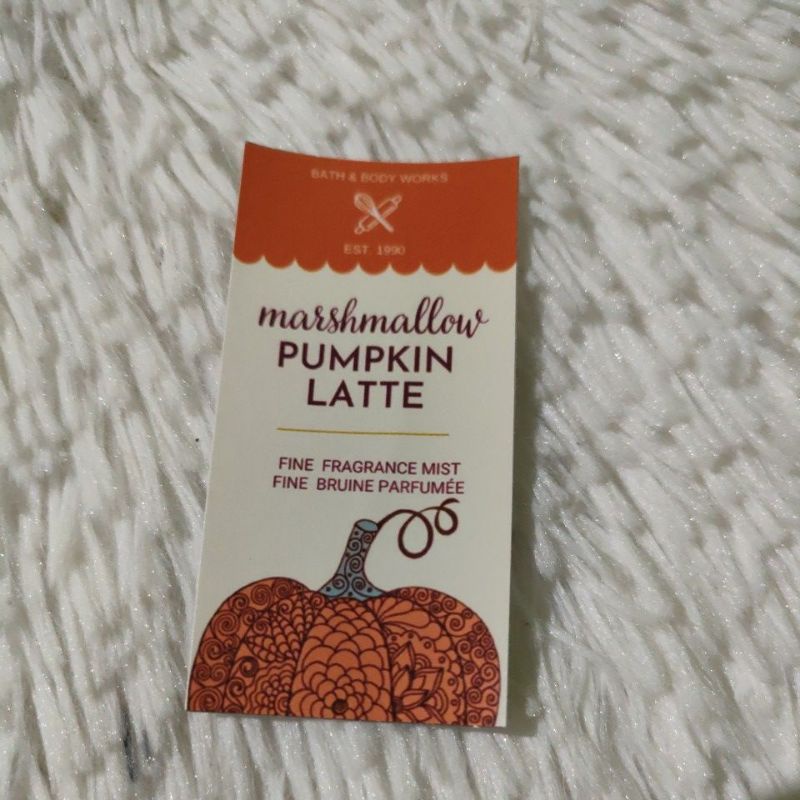 BATH & BODY WORKS
EST. 1990
marshmallow
PUMPKIN
LATTE
FINE FRAGRANCE MIST
FINE BRUINE PARFUMÉE